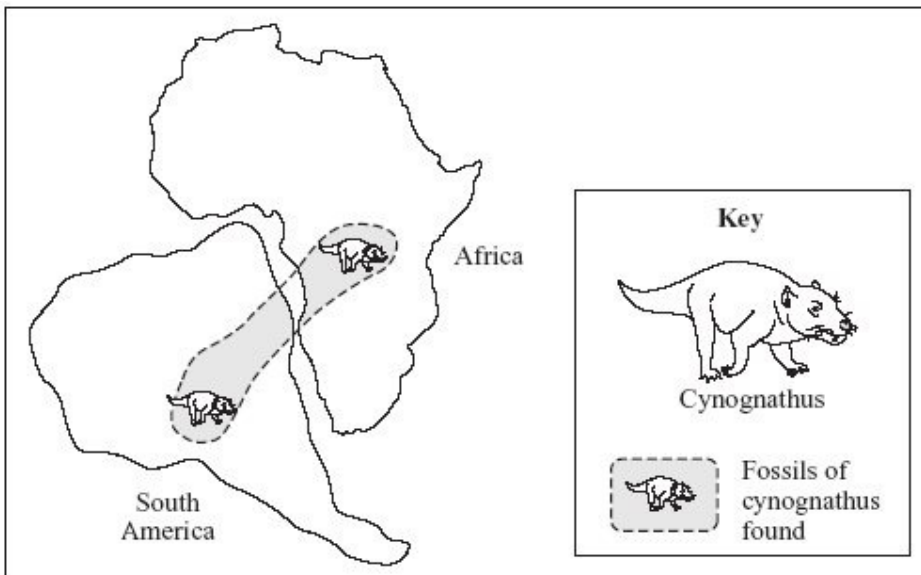 Africa
South
America
Key
Cynognathus
Fossils of
cynognathus
found